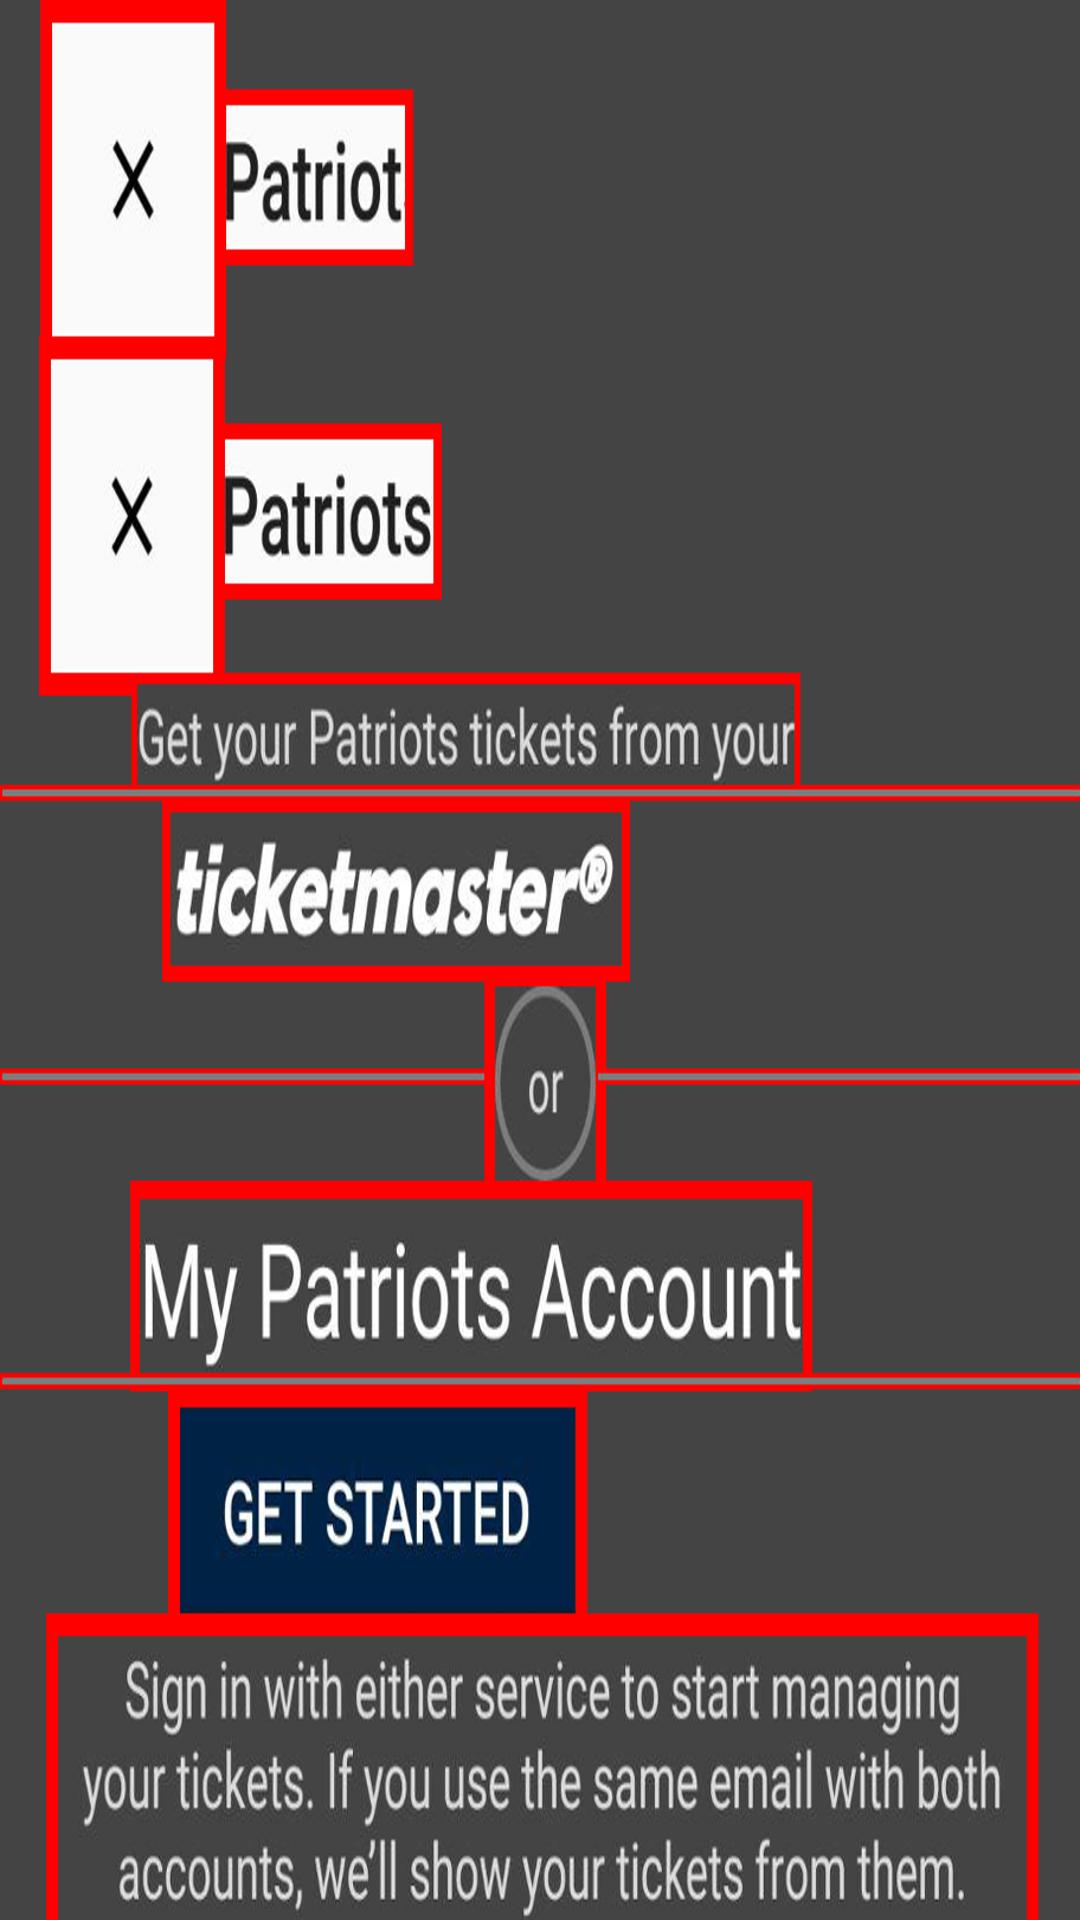 Patriots
Patriots
Get your Patriots tickets from your
ticketmaster®
or
My Patriots Account
GET STARTED
Sign in with either service to start managing
your tickets. If you use the same email with both
accounts, we'll show your tickets from them.